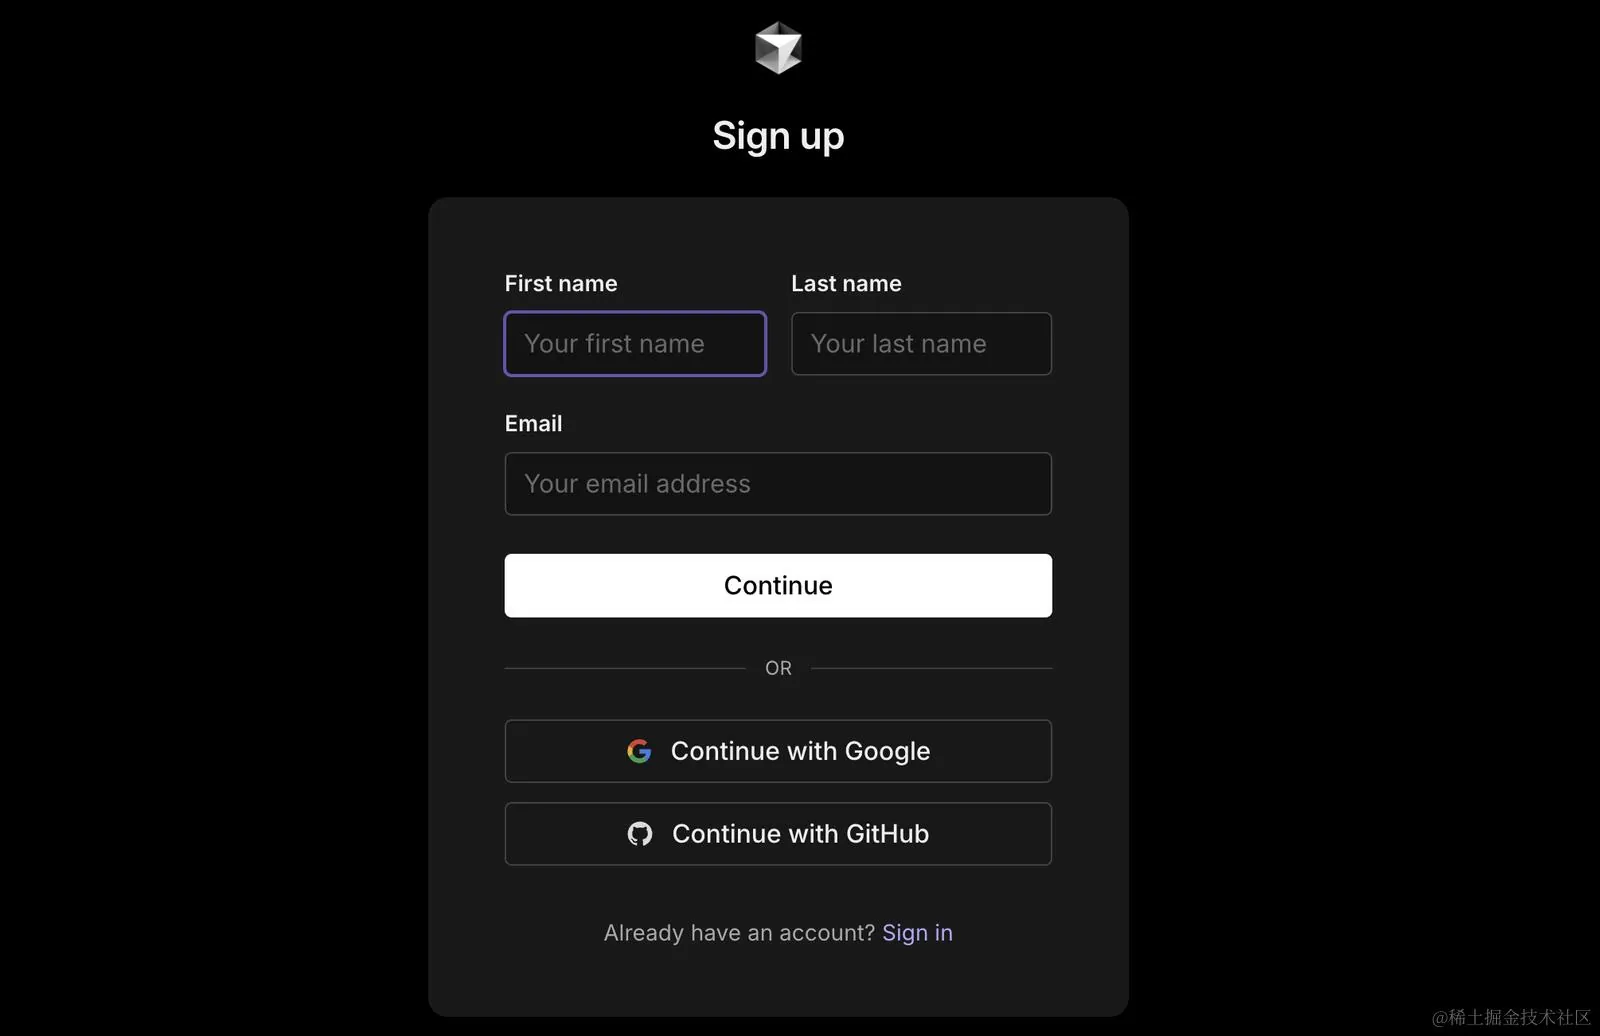 Sign up
First name
Last name
Your first name
Your last name
Email
Your email address
Continue
OR
Continue with Google
Continue with GitHub
Already have an account? Sign in
@稀土掘金技术社区